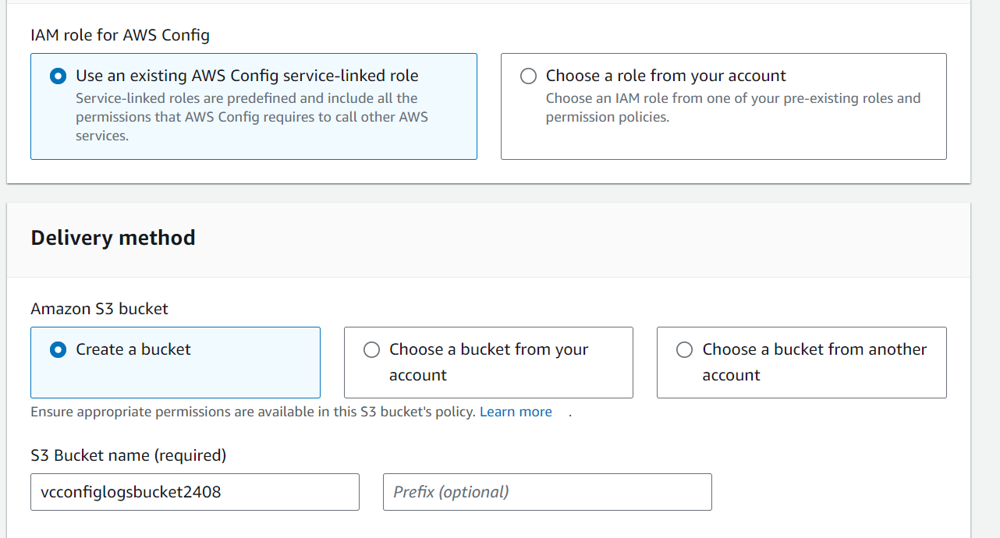 IAM role for AWS Config
Use an existing AWS Config service-linked role
Service-linked roles are predefined and include all the
permissions that AWS Config requires to call other AWS
services.
Choose a role from your account
Choose an IAM role from one of your pre-existing roles and
permission policies.
Delivery method
Amazon S3 bucket
Create a bucket
Choose a bucket from your
account
Choose a bucket from another
account
Ensure appropriate permissions are available in this S3 bucket's policy. Learn more .
S3 Bucket name (required)
vcconfiglogsbucket2408
Prefix (optional)